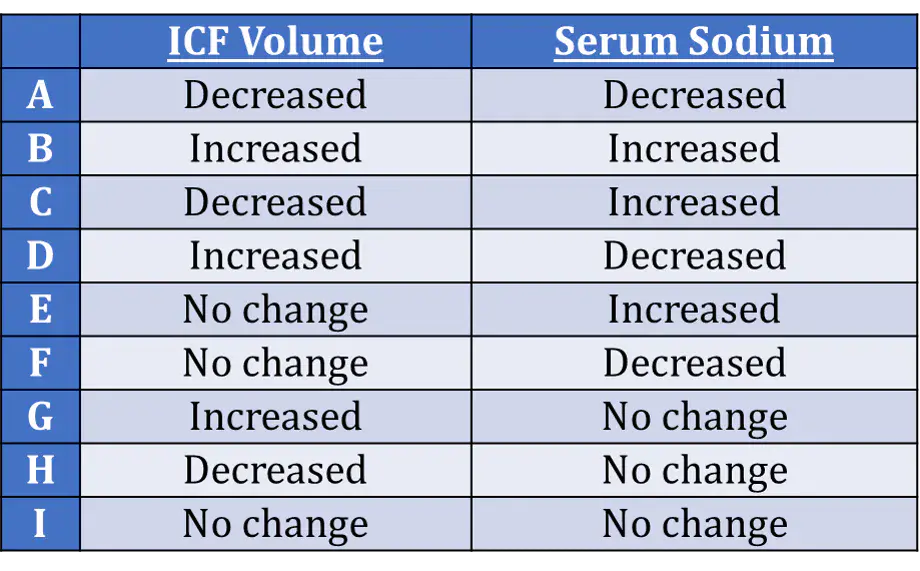 ICF Volume Serum Sodium
A Decreased Decreased
B Increased Increased
C Decreased Increased
D Increased Decreased
E No change Increased
F No change Decreased
G Increased No change
H Decreased No change
I No change No change